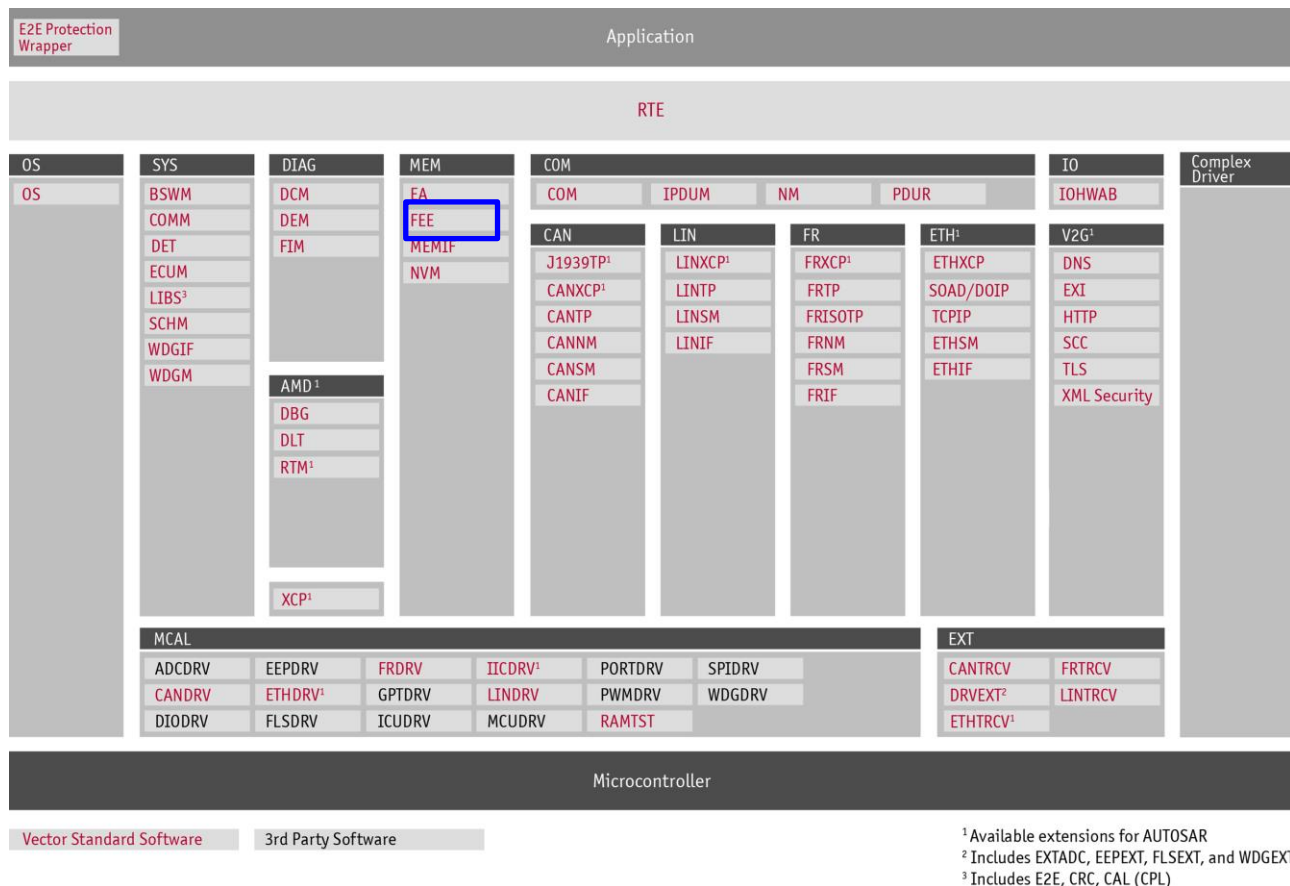 E2E Protection
Wrapper
Application
RTE
OS
OS
SYS
BSWM
COMM
DET
ECUM
LIBS³
SCHM
WDGIF
WDGM
DIAG
DCM
DEM
FIM
AMD¹
DBG
DLT
RTM¹
XCP¹
MEM
EA
FEE
MEMIF
NVM
COM
COM IPDUM NM PDUR
CAN
J1939TP¹
CANXCP¹
CANTP
CANNM
CANSM
CANIF
LIN
LINXCP¹
LINTP
LINSM
LINIF
FR
FRXCP¹
FRTP
FRISOTP
FRNM
FRSM
FRIF
ETH¹
ETHXCP
SOAD/DOIP
TCPIP
ETHSM
ETHIF
IO
IOHWAB
V2G¹
DNS
EXI
HTTP
SCC
TLS
XML Security
Complex
Driver
MCAL
ADCDRV EEPDRV FRDRV IICDRV¹ PORTDRV SPIDRV
CANDRV ETHDRV¹ GPTDRV LINDRV PWMDRV WDGDRV
DIODRV FLSDRV ICUDRV MCUDRV RAMTST
EXT
CANTRCV FRTRCV
DRVEXT² LINTRCV
ETHTRCV¹
Microcontroller
Vector Standard Software 3rd Party Software
¹ Available extensions for AUTOSAR
² Includes EXTADC, EEPEXT, FLSEXT, and WDGEXT
³ Includes E2E, CRC, CAL (CPL)